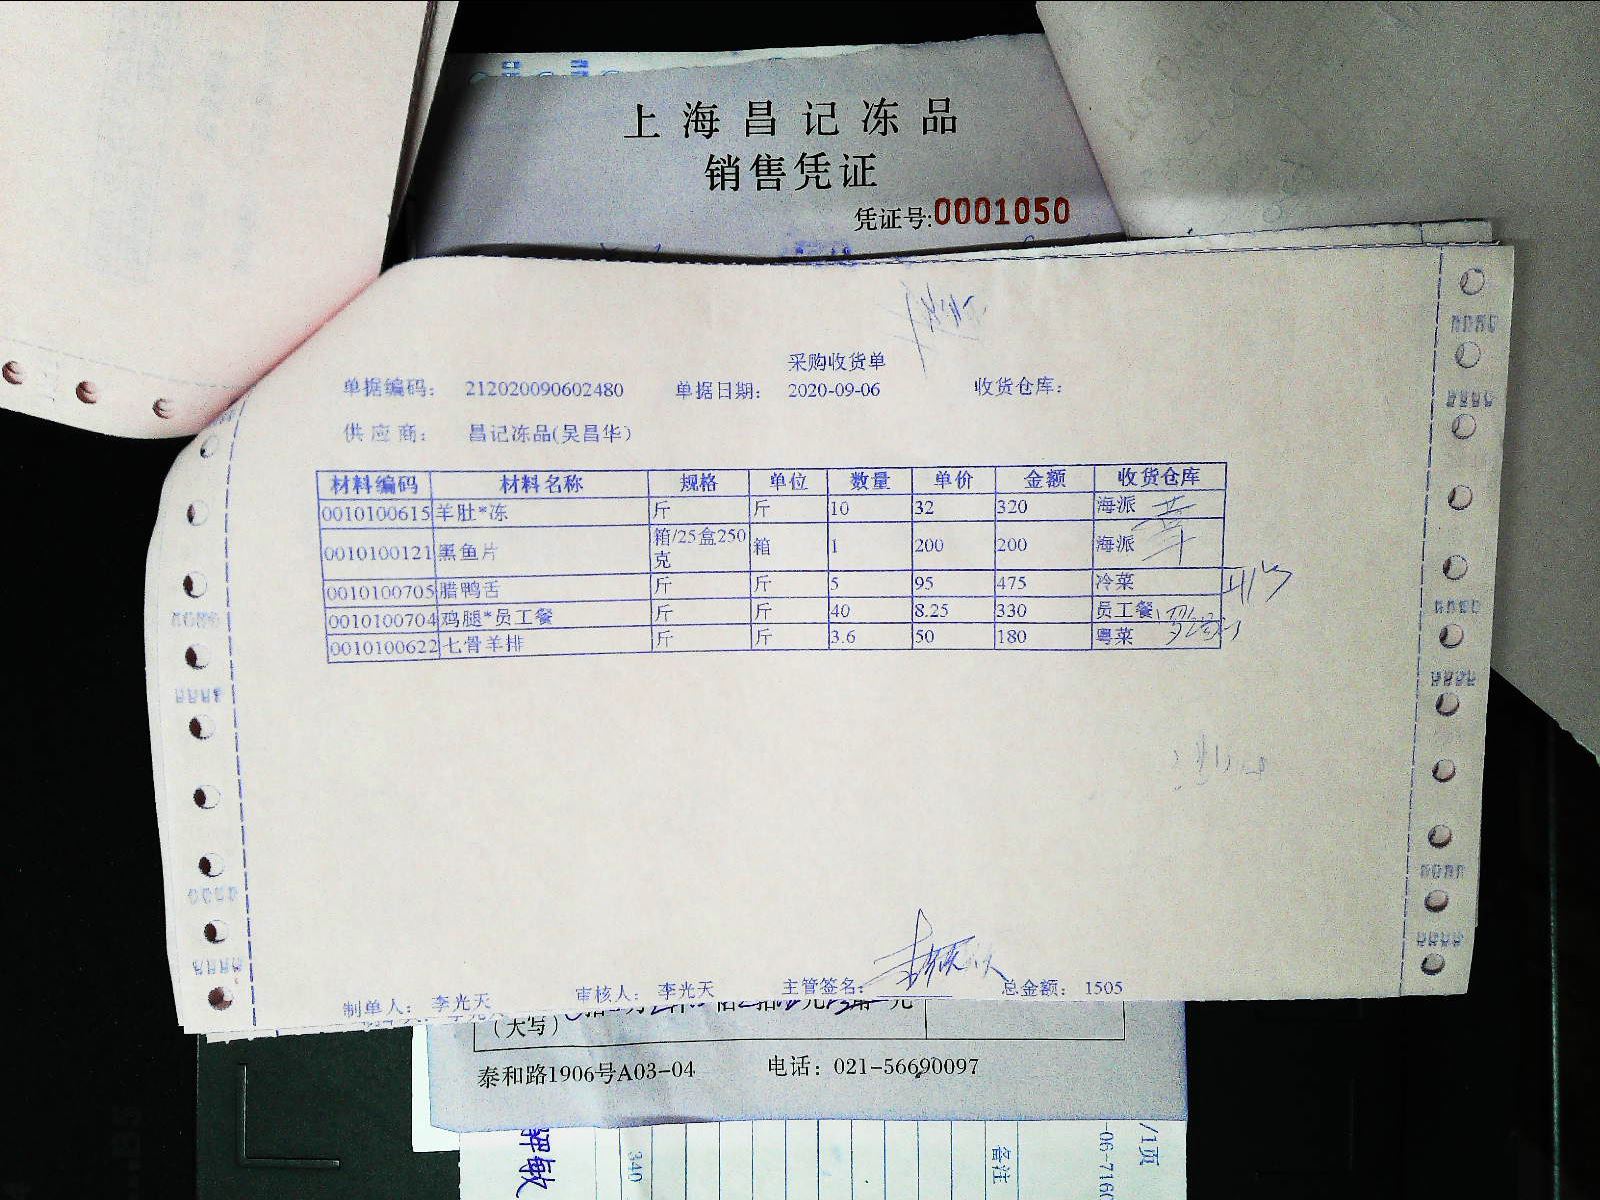 上海昌记冻品
销售凭证
凭证号:0001050
采购收货单
单据编码： 212020090602480 单据日期： 2020-09-06 收货仓库：
供应商： 昌记冻品(吴昌华)
材料编码 材料名称 规格 单位 数量 单价 金额 收货仓库
0010100615 羊肚*冻 斤 斤 10 32 320 海派
0010100121 黑鱼片 箱/25盒250克 箱 1 200 200 海派
0010100705 腊鸭舌 斤 斤 5 95 475 冷菜
0010100704 鸡腿*员工餐 斤 斤 40 8.25 330 员工餐
0010100622 七骨羊排 斤 斤 3.6 50 180 粤菜
制单人： 李光天 审核人： 李光天 主管签名： 总金额： 1505
（大写）
泰和路1906号A03-04 电话：021-56690097
340
备注
-06-7160
/1页